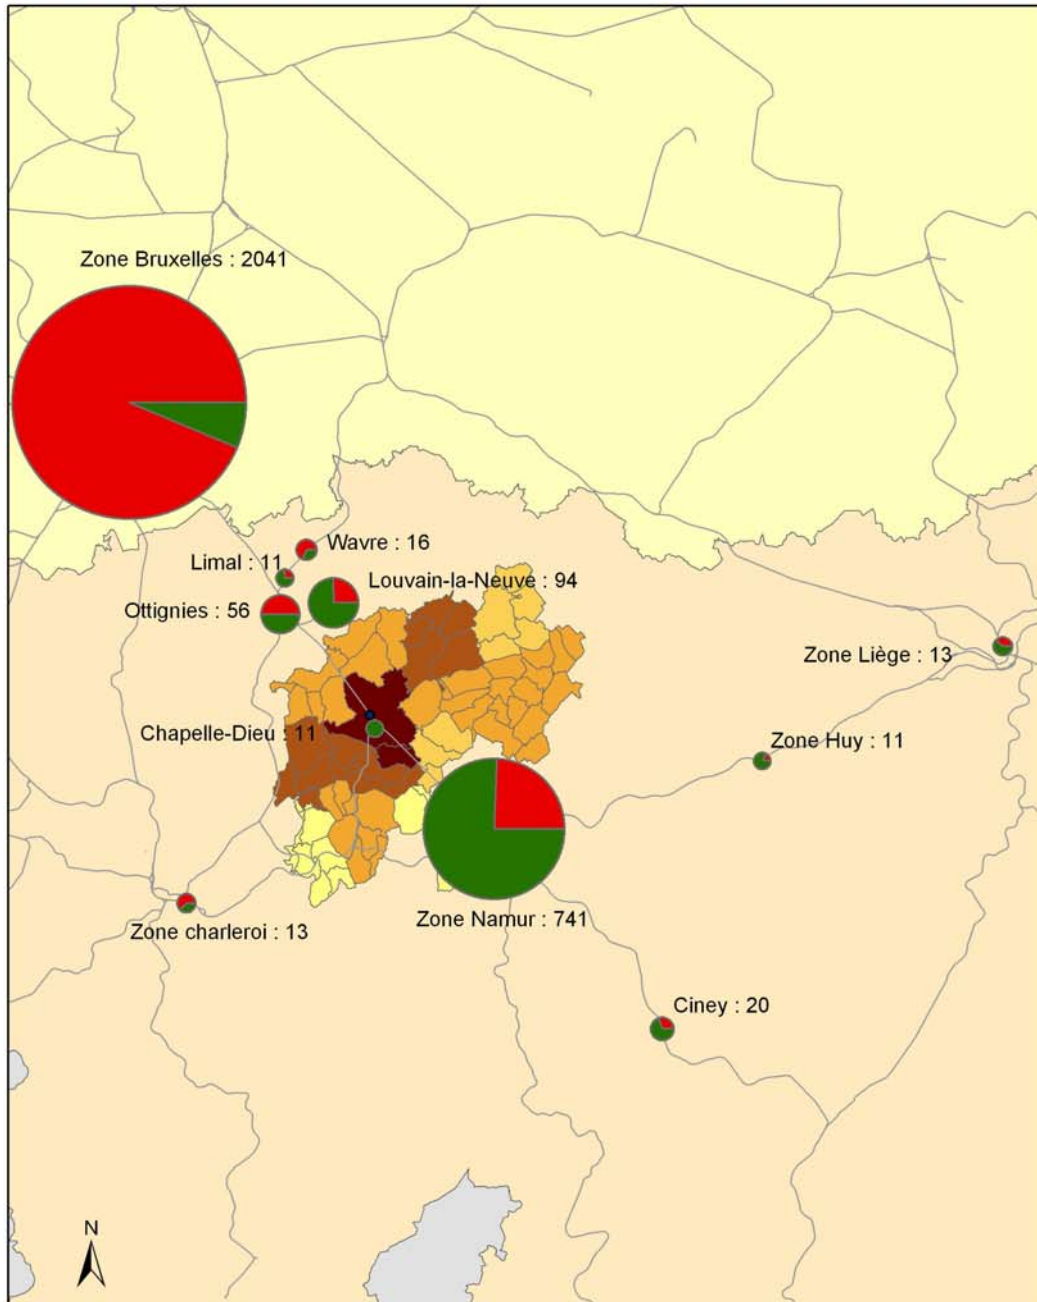 Zone Bruxelles : 2041
Wavre : 16
Limal : 11
Louvain-la-Neuve : 94
Ottignies : 56
Zone Liège : 13
Chapelle-Dieu : 11
Zone Huy : 11
Zone Namur : 741
Zone charleroi : 13
Ciney : 20
N